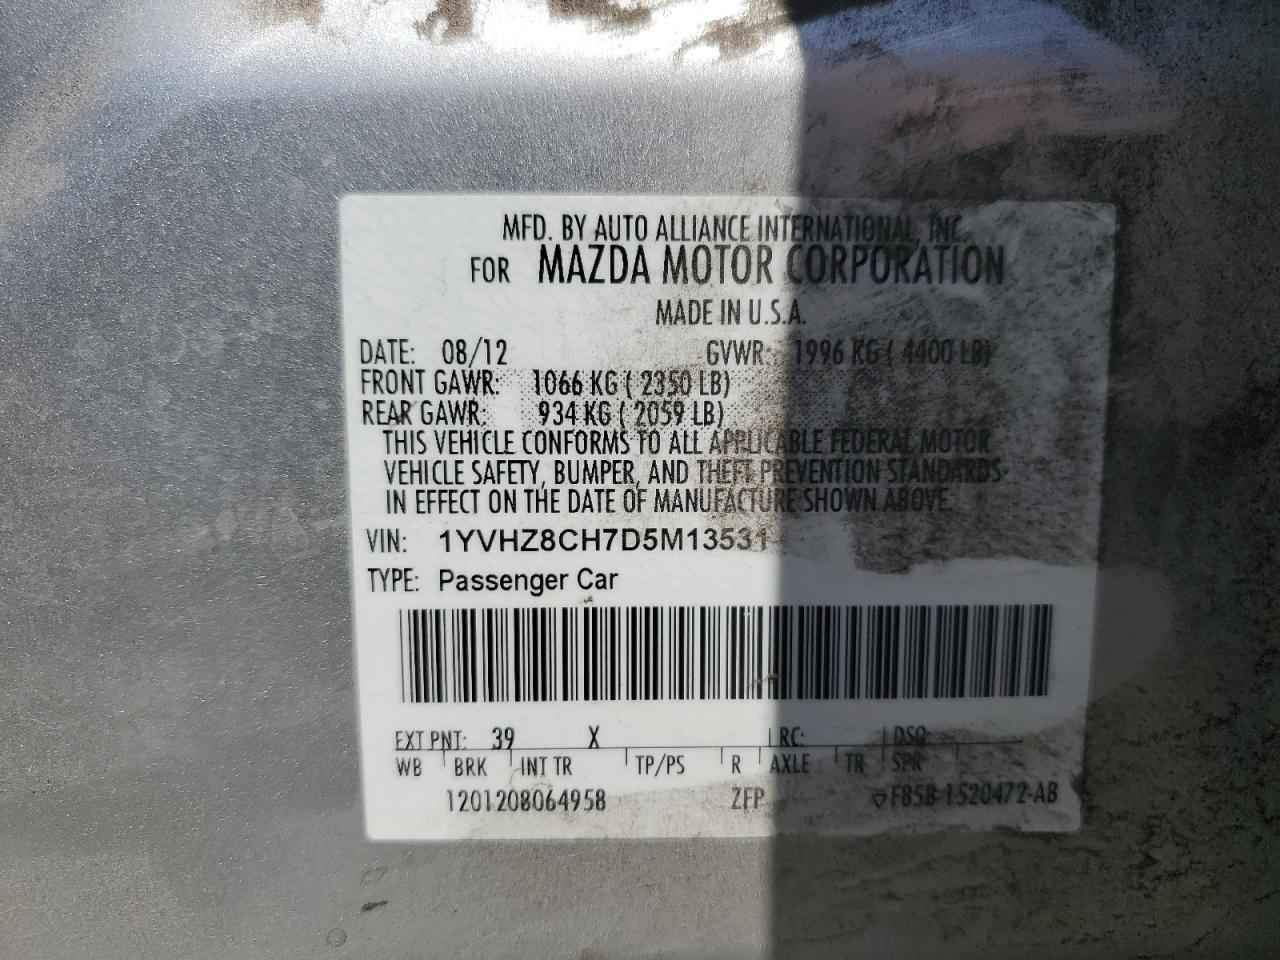 MFD. BY AUTO ALLIANCE INTERNATIONAL, INC.
FOR MAZDA MOTOR CORPORATION
MADE IN U.S.A.
DATE: 08/12 GVWR: 1996 KG ( 4400 LB)
FRONT GAWR: 1066 KG ( 2350 LB)
REAR GAWR: 934 KG ( 2059 LB)
THIS VEHICLE CONFORMS TO ALL APPLICABLE FEDERAL MOTOR
VEHICLE SAFETY, BUMPER, AND THEFT PREVENTION STANDARDS
IN EFFECT ON THE DATE OF MANUFACTURE SHOWN ABOVE.
VIN: 1YVHZ8CH7D5M13531
TYPE: Passenger Car
EXT PNT: 39 X RC: DSO:
WB BRK INT TR TP/PS R AXLE TR SPR
1201208064958 ZFP F85B-1520472-AB